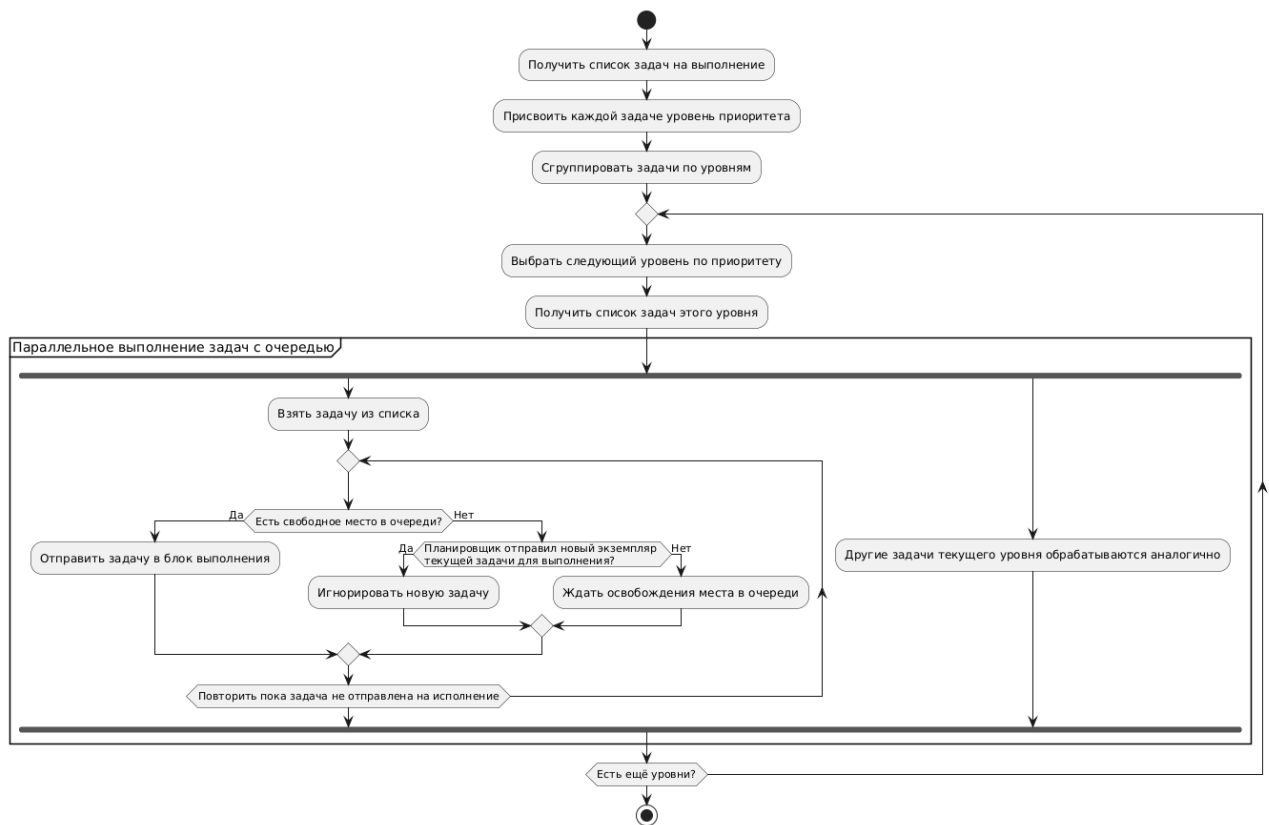 Получить список задач на выполнение
Присвоить каждой задаче уровень приоритета
Сгруппировать задачи по уровням
Выбрать следующий уровень по приоритету
Получить список задач этого уровня
Параллельное выполнение задач с очередью
Взять задачу из списка
Да
Есть свободное место в очереди?
Нет
Отправить задачу в блок выполнения
Да
Планировщик отправил новый экземпляр
текущей задачи для выполнения?
Нет
Игнорировать новую задачу
Ждать освобождения места в очереди
Другие задачи текущего уровня обрабатываются аналогично
Повторить пока задача не отправлена на исполнение
Есть ещё уровни?